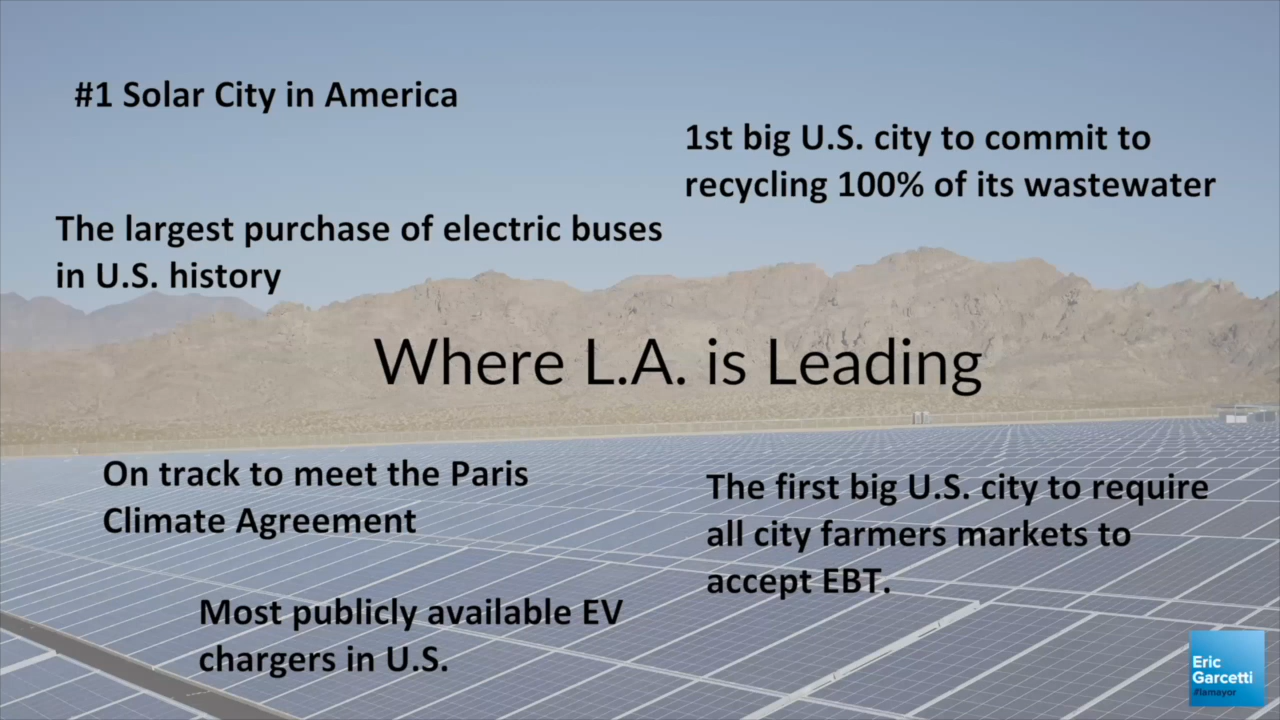 #1 Solar City in America
1st big U.S. city to commit to
recycling 100% of its wastewater
The largest purchase of electric buses
in U.S. history
Where L.A. is Leading
On track to meet the Paris
Climate Agreement
The first big U.S. city to require
all city farmers markets to
accept EBT.
Most publicly available EV
chargers in U.S.
Eric
Garcetti
#lamayor